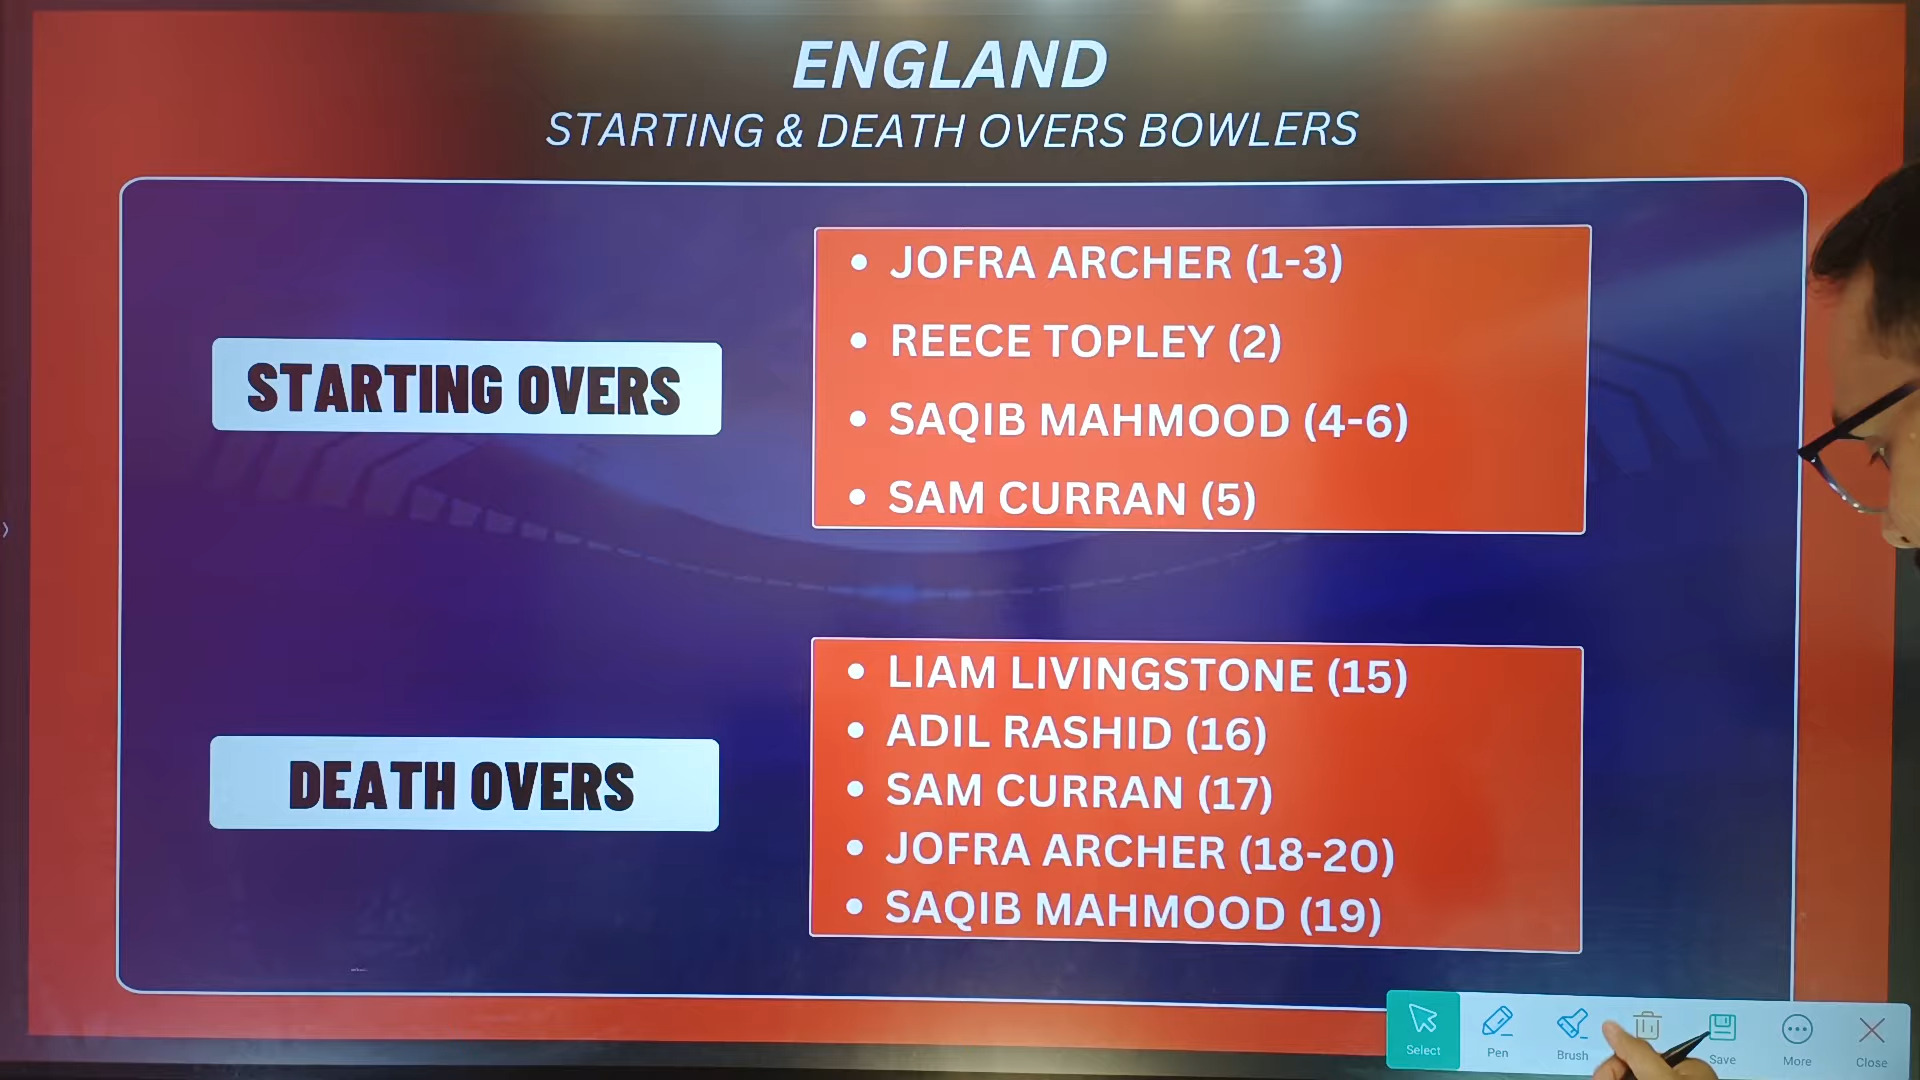 ENGLAND
STARTING & DEATH OVERS BOWLERS
STARTING OVERS
• JOFRA ARCHER (1-3)
• REECE TOPLEY (2)
• SAQIB MAHMOOD (4-6)
• SAM CURRAN (5)
DEATH OVERS
• LIAM LIVINGSTONE (15)
• ADIL RASHID (16)
• SAM CURRAN (17)
• JOFRA ARCHER (18-20)
• SAQIB MAHMOOD (19)
Select
Pen
Brush
Save
More
Close